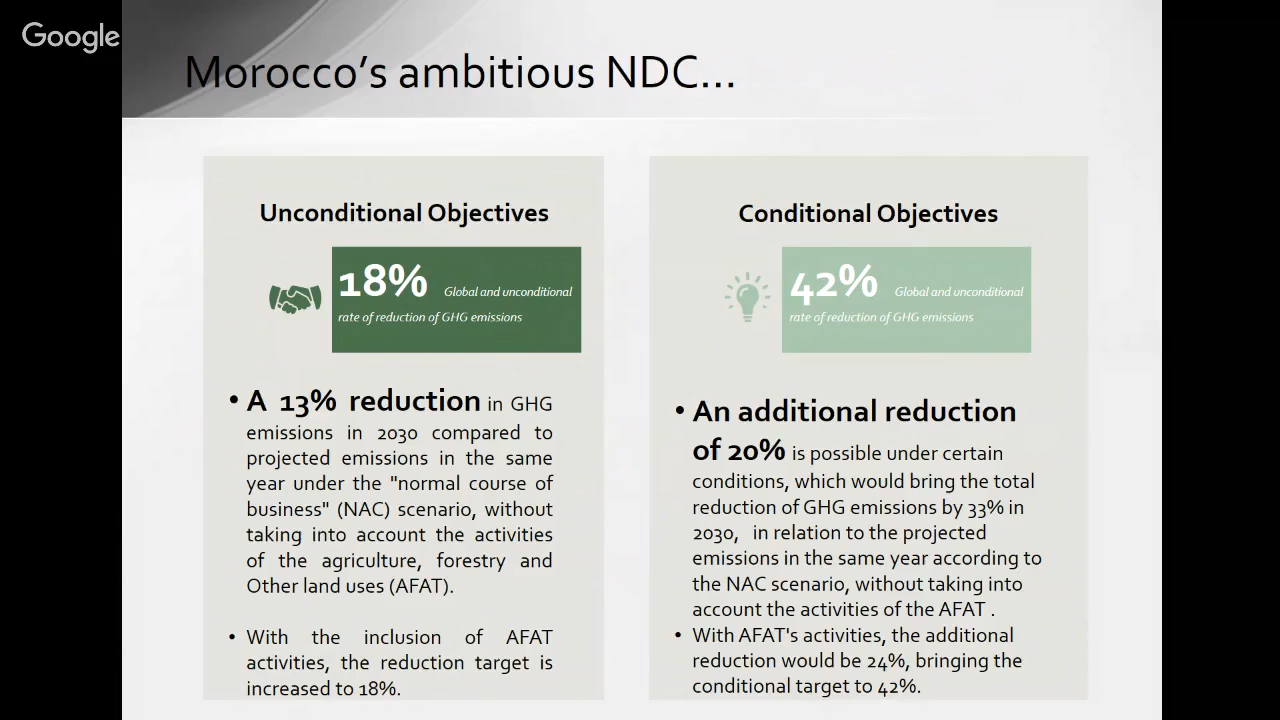 Google
Morocco's ambitious NDC...
Unconditional Objectives
18% Global and unconditional
rate of reduction of GHG emissions
• A 13% reduction in GHG
emissions in 2030 compared to
projected emissions in the same
year under the "normal course of
business" (NAC) scenario, without
taking into account the activities
of the agriculture, forestry and
Other land uses (AFAT).
• With the inclusion of AFAT
activities, the reduction target is
increased to 18%.
Conditional Objectives
42% Global and unconditional
rate of reduction of GHG emissions
• An additional reduction
of 20% is possible under certain
conditions, which would bring the total
reduction of GHG emissions by 33% in
2030, in relation to the projected
emissions in the same year according to
the NAC scenario, without taking into
account the activities of the AFAT .
• With AFAT's activities, the additional
reduction would be 24%, bringing the
conditional target to 42%.